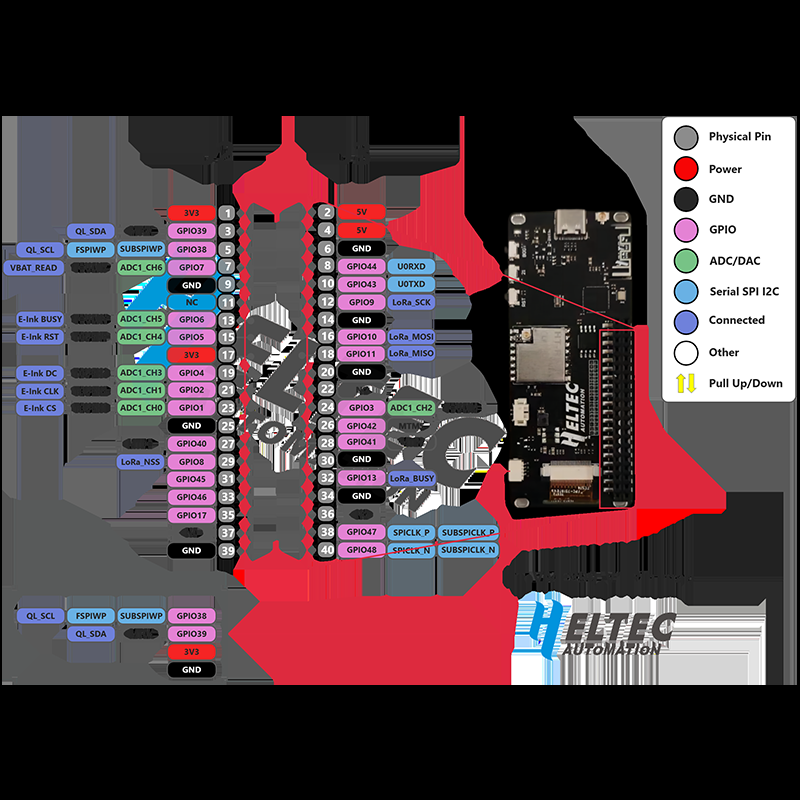 3V3 1
QL_SDA GPIO39 3
QL_SCL FSPIWP SUBSPIWP GPIO38 5
VBAT_READ ADC1_CH6 GPIO7 7
GND 9
NC 11
E-Ink BUSY ADC1_CH5 GPIO6 13
E-Ink RST ADC1_CH4 GPIO5 15
3V3 17
E-Ink DC ADC1_CH3 GPIO4 19
E-Ink CLK ADC1_CH1 GPIO2 21
E-Ink CS ADC1_CH0 GPIO1 23
GND 25
GPIO40 27
LoRa_NSS GPIO8 29
GPIO45 31
GPIO46 33
GPIO17 35
37
GND 39
2 5V
4 5V
6 GND
8 GPIO44 U0RXD
10 GPIO43 U0TXD
12 GPIO9 LoRa_SCK
14 GND
16 GPIO10 LoRa_MOSI
18 GPIO11 LoRa_MISO
20 GND
22
24 GPIO3 ADC1_CH2
26 GPIO42
28 GPIO41
30 GND
32 GPIO13 LoRa_BUSY
34 GND
36
38 GPIO47 SPICLK_P SUBSPICLK_P
40 GPIO48 SPICLK_N SUBSPICLK_N
QL_SCL FSPIWP SUBSPIWP GPIO38
QL_SDA GPIO39
3V3
GND
Physical Pin
Power
GND
GPIO
ADC/DAC
Serial SPI I2C
Connected
Other
Pull Up/Down
HELTEC
AUTOMATION
HELTEC
AUTOMATION